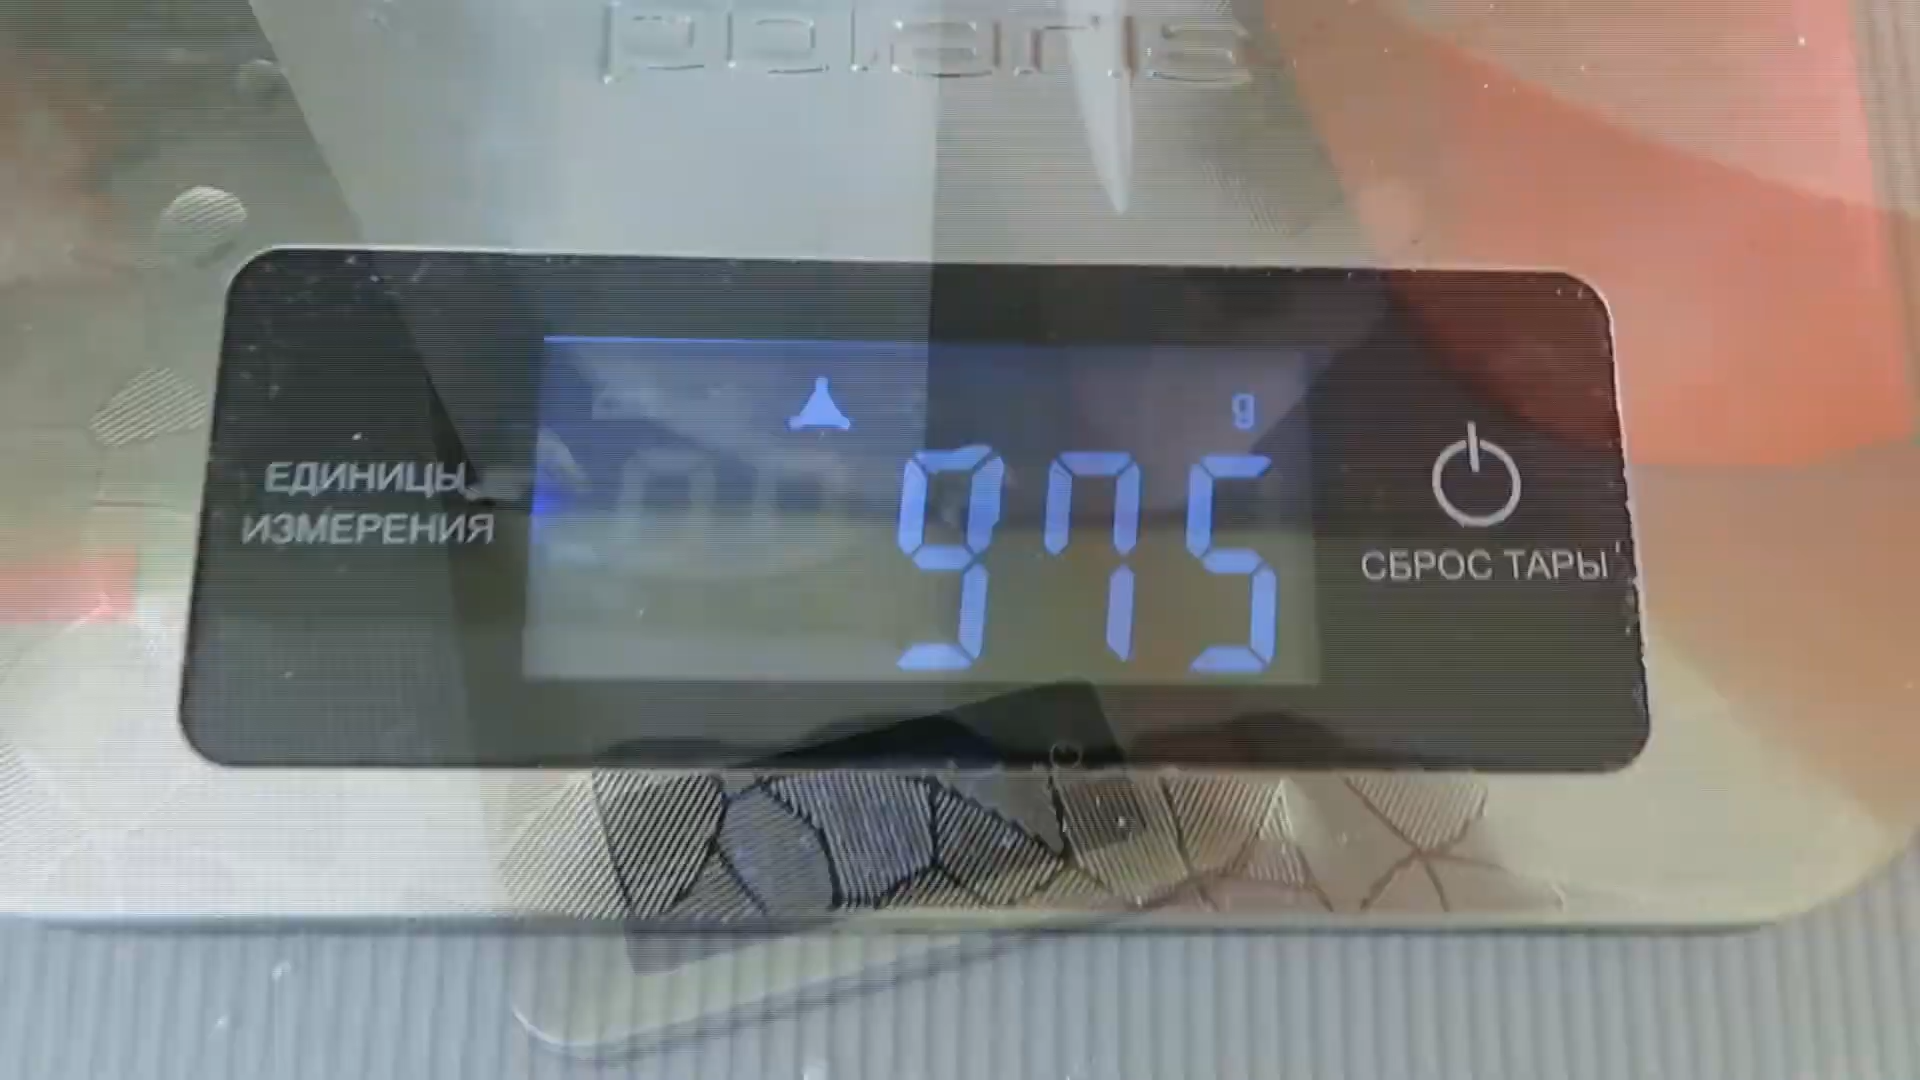 polaris
g
975
ЕДИНИЦЫ
ИЗМЕРЕНИЯ
СБРОС ТАРЫ